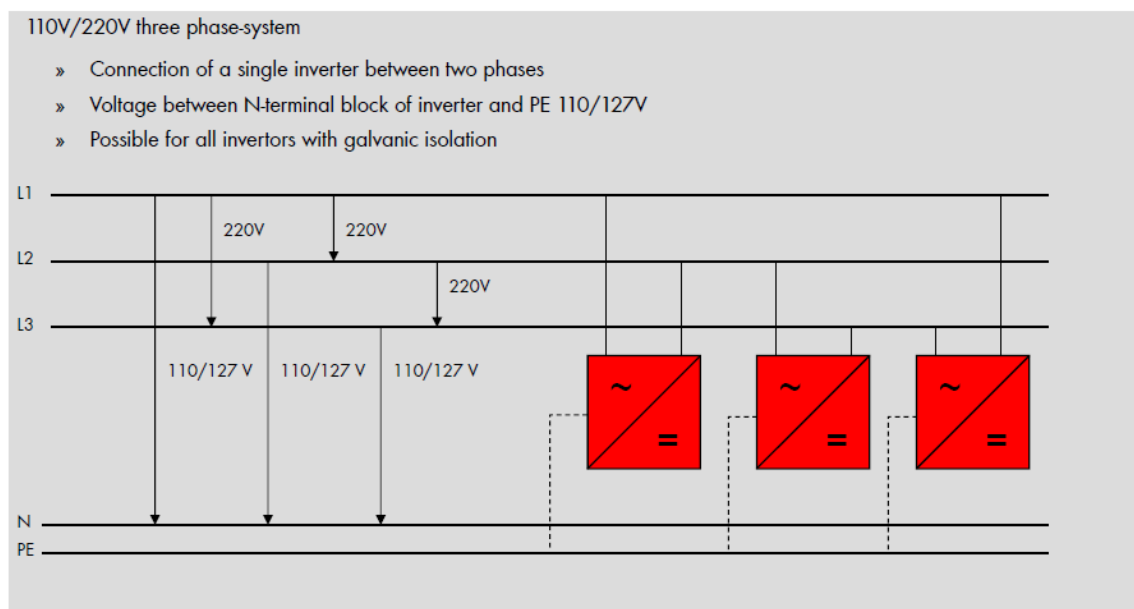 110V/220V three phase-system
» Connection of a single inverter between two phases
» Voltage between N-terminal block of inverter and PE 110/127V
» Possible for all invertors with galvanic isolation
L1
220V 220V
L2
220V
L3
110/127 V 110/127 V 110/127 V
~ ~ ~
= = =
N
PE